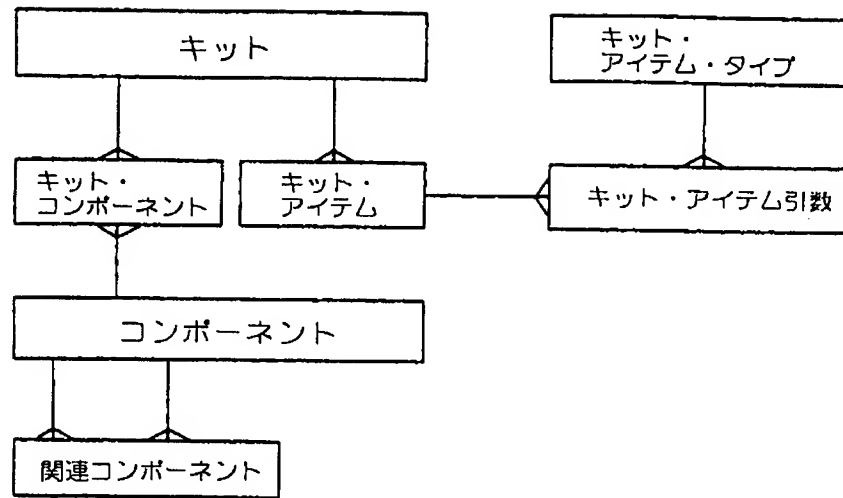 キット
キット・
アイテム・タイプ
キット・
コンポーネント
キット・
アイテム
キット・アイテム引数
コンポーネント
関連コンポーネント